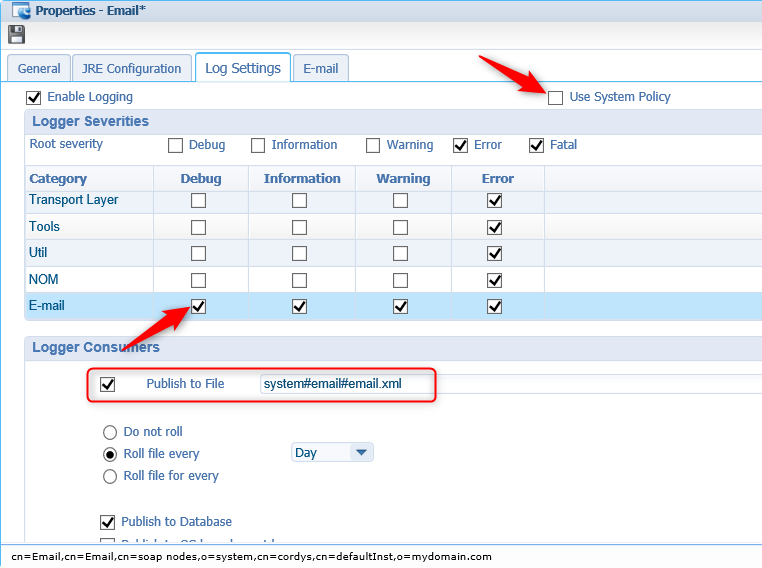 Properties - Email*
General JRE Configuration Log Settings E-mail
Enable Logging Use System Policy
Logger Severities
Root severity Debug Information Warning Error Fatal
Category Debug Information Warning Error
Transport Layer
Tools
Util
NOM
E-mail
Logger Consumers
Publish to File system#email#email.xml
Do not roll
Roll file every Day
Roll file for every
Publish to Database
cn=Email,cn=Email,cn=soap nodes,o=system,cn=cordys,cn=defaultInst,o=mydomain.com